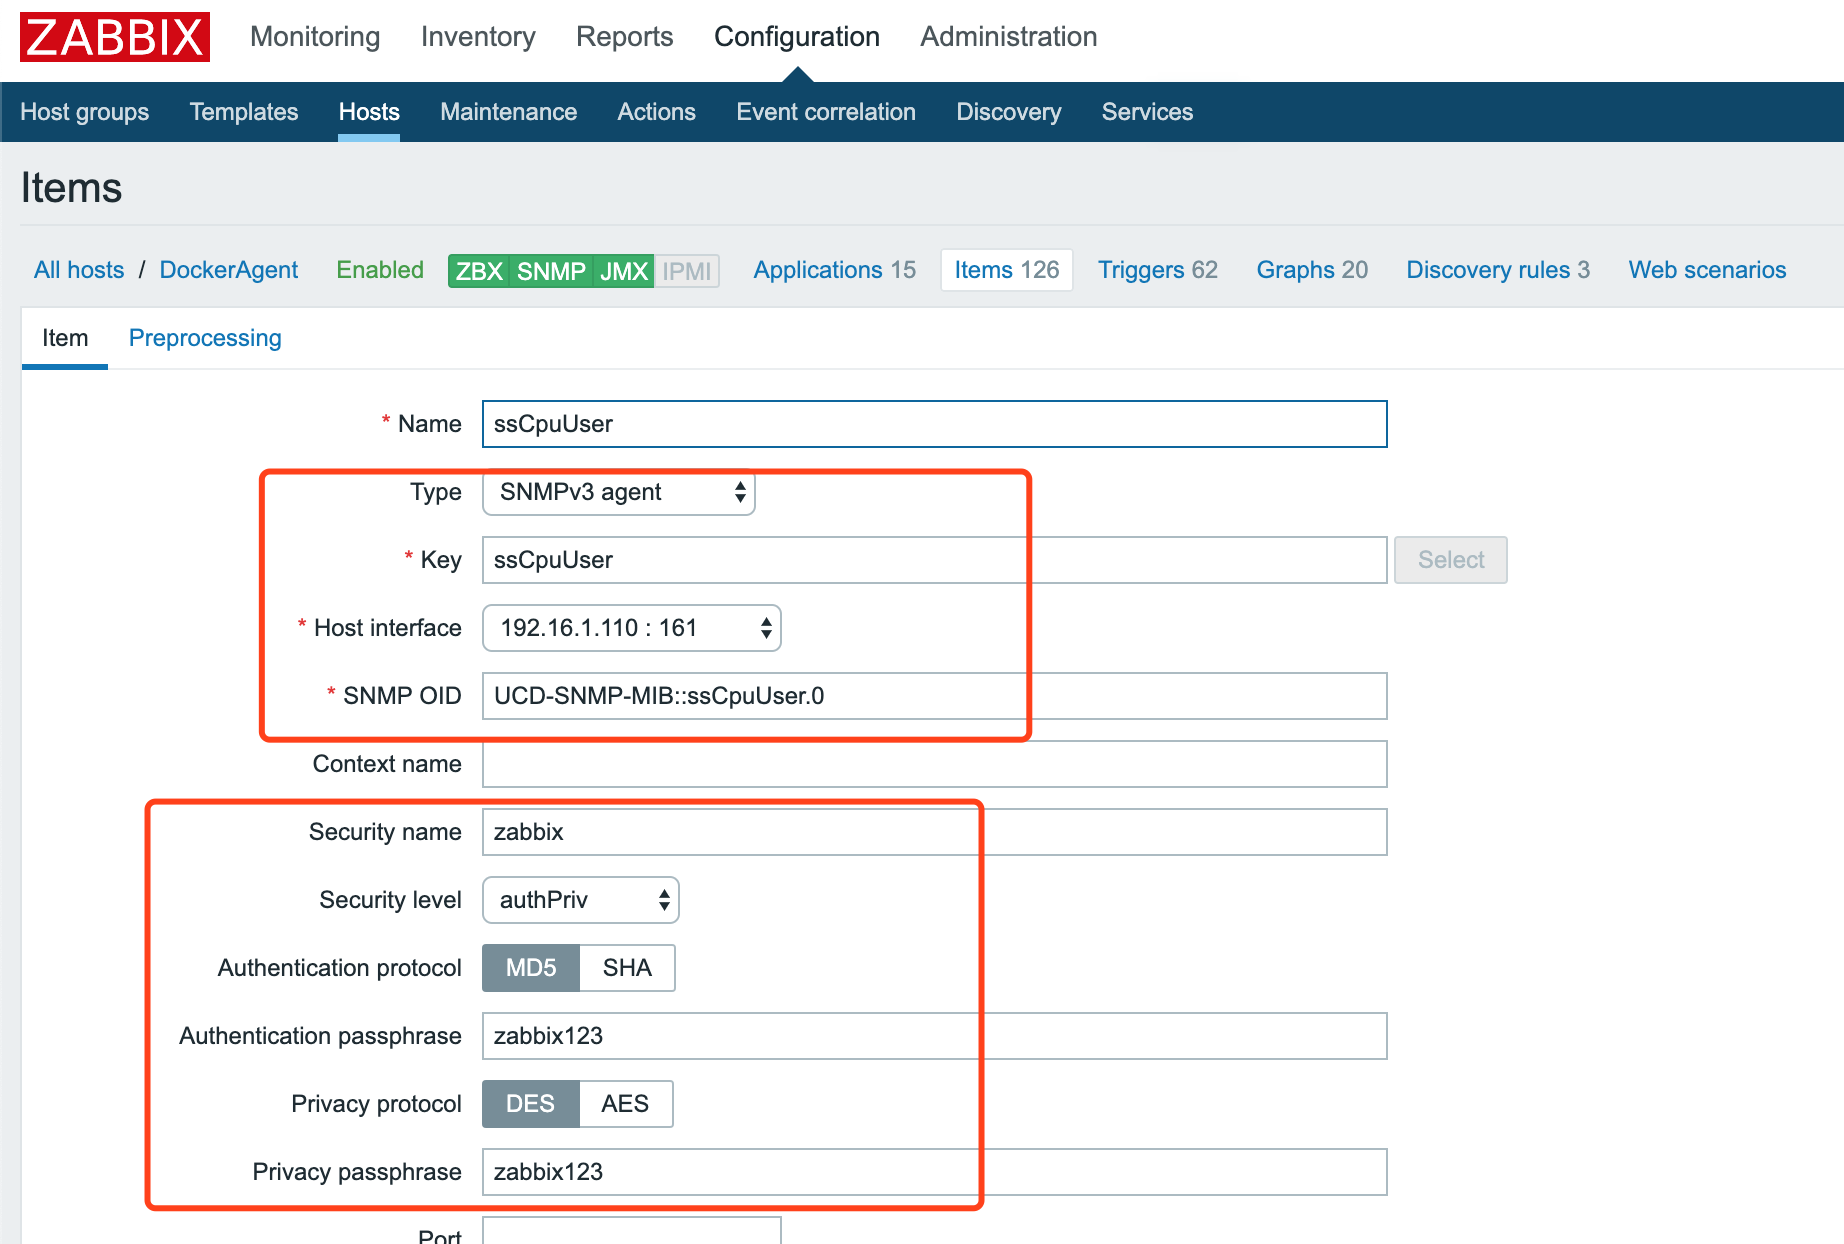 ZABBIX Monitoring Inventory Reports Configuration Administration
Host groups Templates Hosts Maintenance Actions Event correlation Discovery Services
Items
All hosts / DockerAgent Enabled ZBX SNMP JMX IPMI Applications 15 Items 126 Triggers 62 Graphs 20 Discovery rules 3 Web scenarios
Item Preprocessing
* Name ssCpuUser
Type SNMPv3 agent
* Key ssCpuUser Select
* Host interface 192.16.1.110 : 161
* SNMP OID UCD-SNMP-MIB::ssCpuUser.0
Context name
Security name zabbix
Security level authPriv
Authentication protocol MD5 SHA
Authentication passphrase zabbix123
Privacy protocol DES AES
Privacy passphrase zabbix123
Port